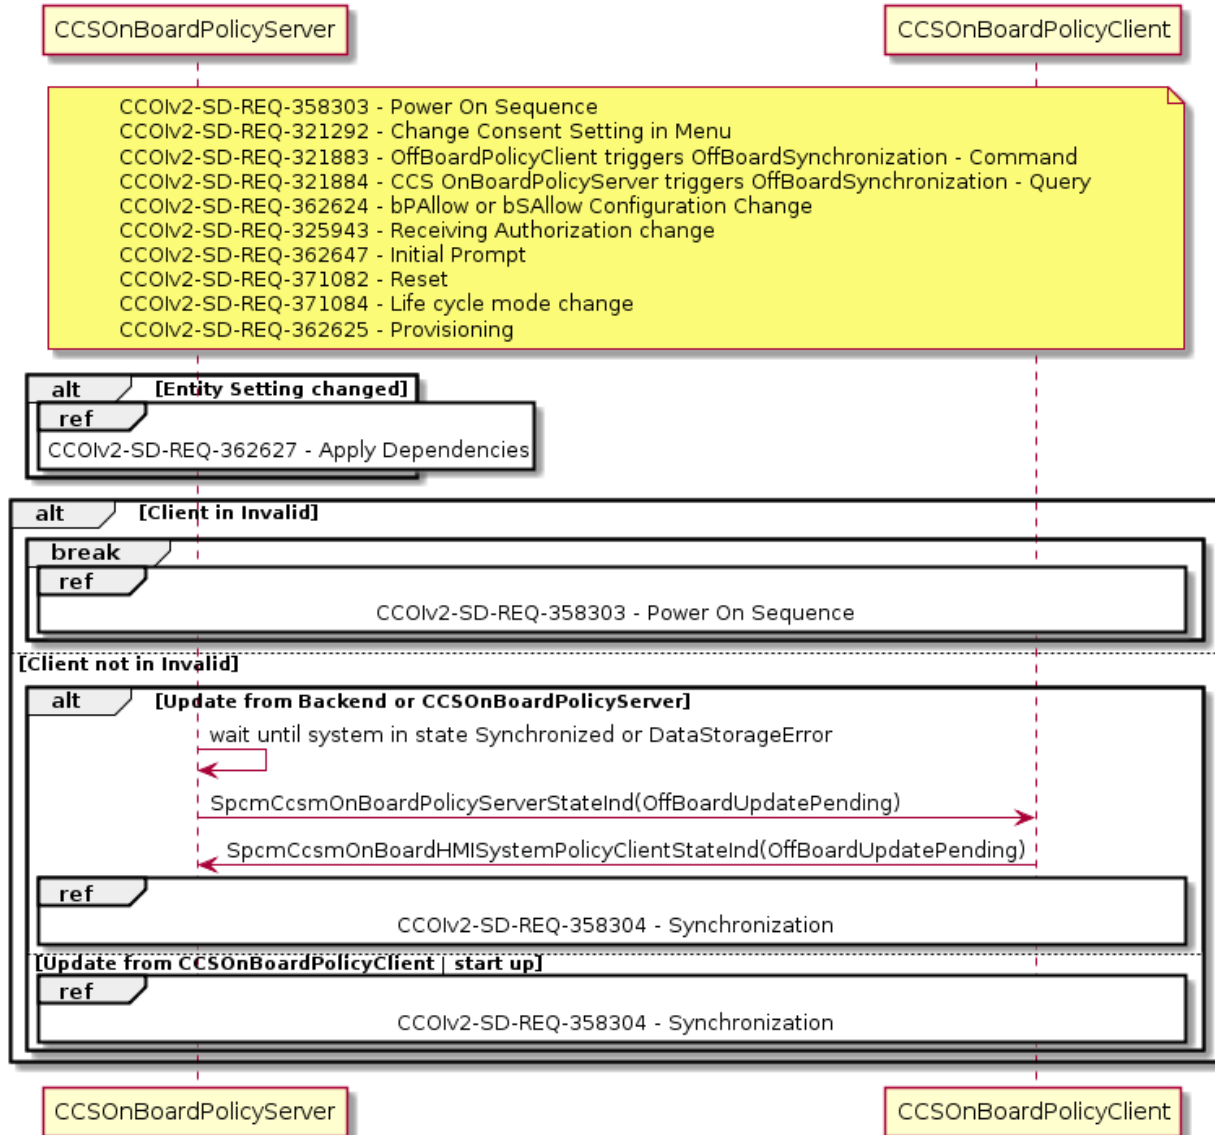 CCSOnBoardPolicyServer
CCSOnBoardPolicyClient
CCOIv2-SD-REQ-358303 - Power On Sequence
CCOIv2-SD-REQ-321292 - Change Consent Setting in Menu
CCOIv2-SD-REQ-321883 - OffBoardPolicyClient triggers OffBoardSynchronization - Command
CCOIv2-SD-REQ-321884 - CCS OnBoardPolicyServer triggers OffBoardSynchronization - Query
CCOIv2-SD-REQ-362624 - bPAllow or bSAllow Configuration Change
CCOIv2-SD-REQ-325943 - Receiving Authorization change
CCOIv2-SD-REQ-362647 - Initial Prompt
CCOIv2-SD-REQ-371082 - Reset
CCOIv2-SD-REQ-371084 - Life cycle mode change
CCOIv2-SD-REQ-362625 - Provisioning
alt [Entity Setting changed]
ref
CCOIv2-SD-REQ-362627 - Apply Dependencies
alt [Client in Invalid]
break
ref
CCOIv2-SD-REQ-358303 - Power On Sequence
[Client not in Invalid]
alt [Update from Backend or CCSOnBoardPolicyServer]
wait until system in state Synchronized or DataStorageError
SpcmCcsmOnBoardPolicyServerStateInd(OffBoardUpdatePending)
SpcmCcsmOnBoardHMISystemPolicyClientStateInd(OffBoardUpdatePending)
ref
CCOIv2-SD-REQ-358304 - Synchronization
[Update from CCSOnBoardPolicyClient | start up]
ref
CCOIv2-SD-REQ-358304 - Synchronization
CCSOnBoardPolicyServer
CCSOnBoardPolicyClient